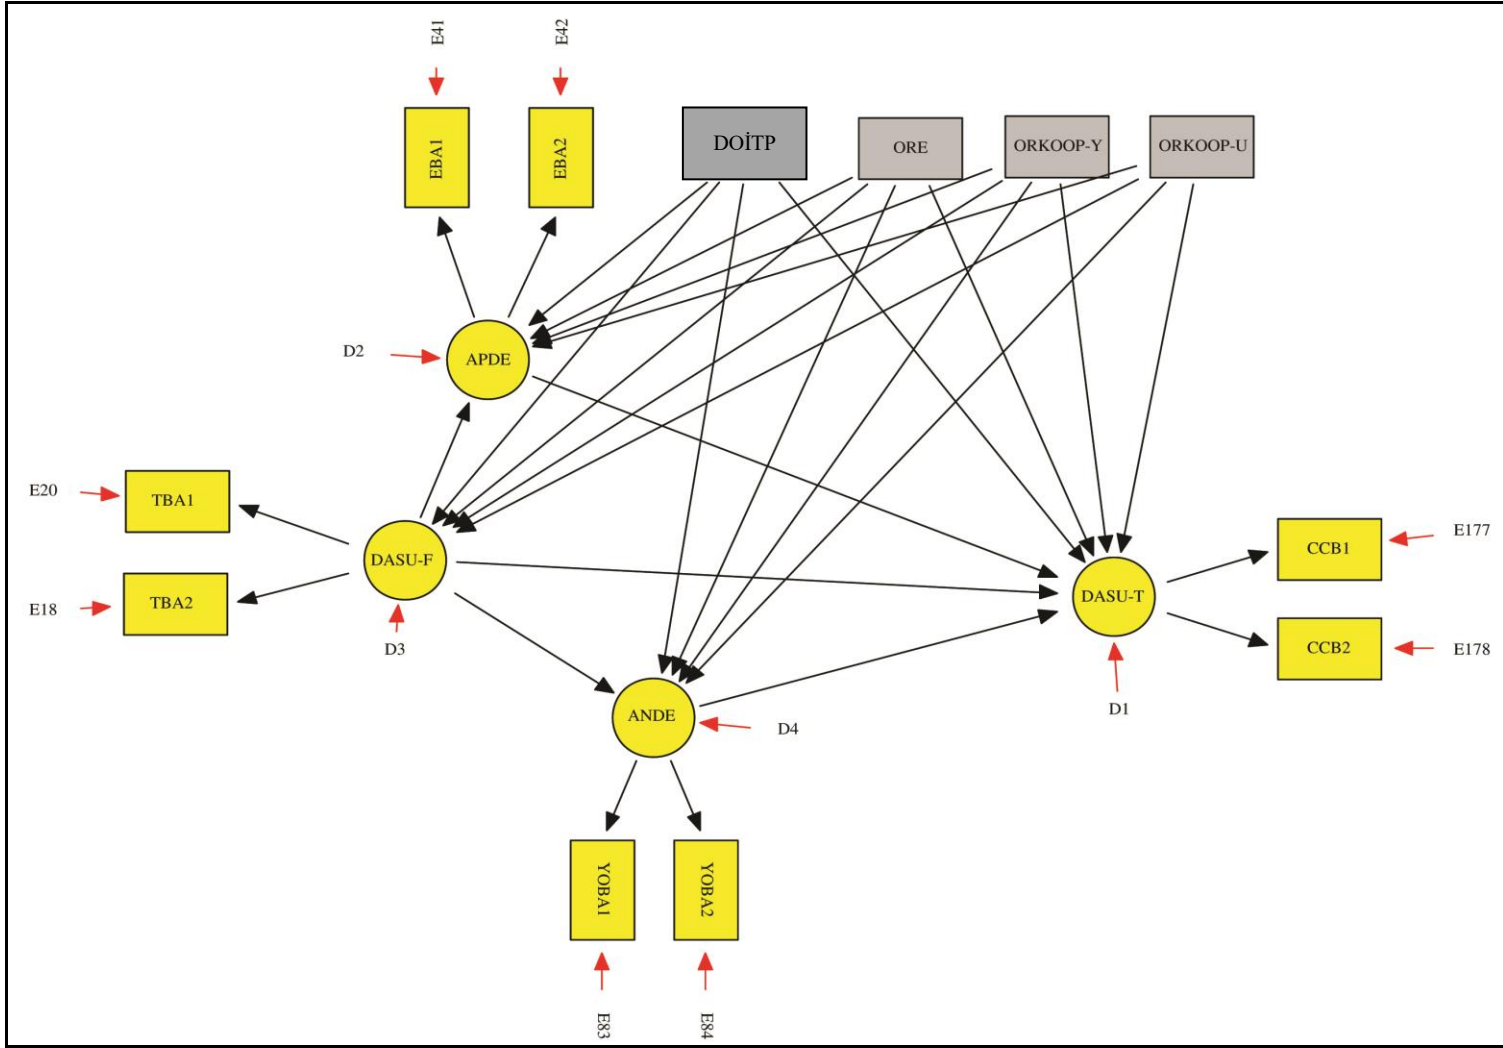 E41
E42
EBA1
EBA2
DOİTP
ORE
ORKOOP-Y
ORKOOP-U
D2
APDE
E20
TBA1
DASU-F
E18
TBA2
D3
E177
CCB1
DASU-T
CCB2
E178
D1
ANDE
D4
YOBA1
YOBA2
E83
E84